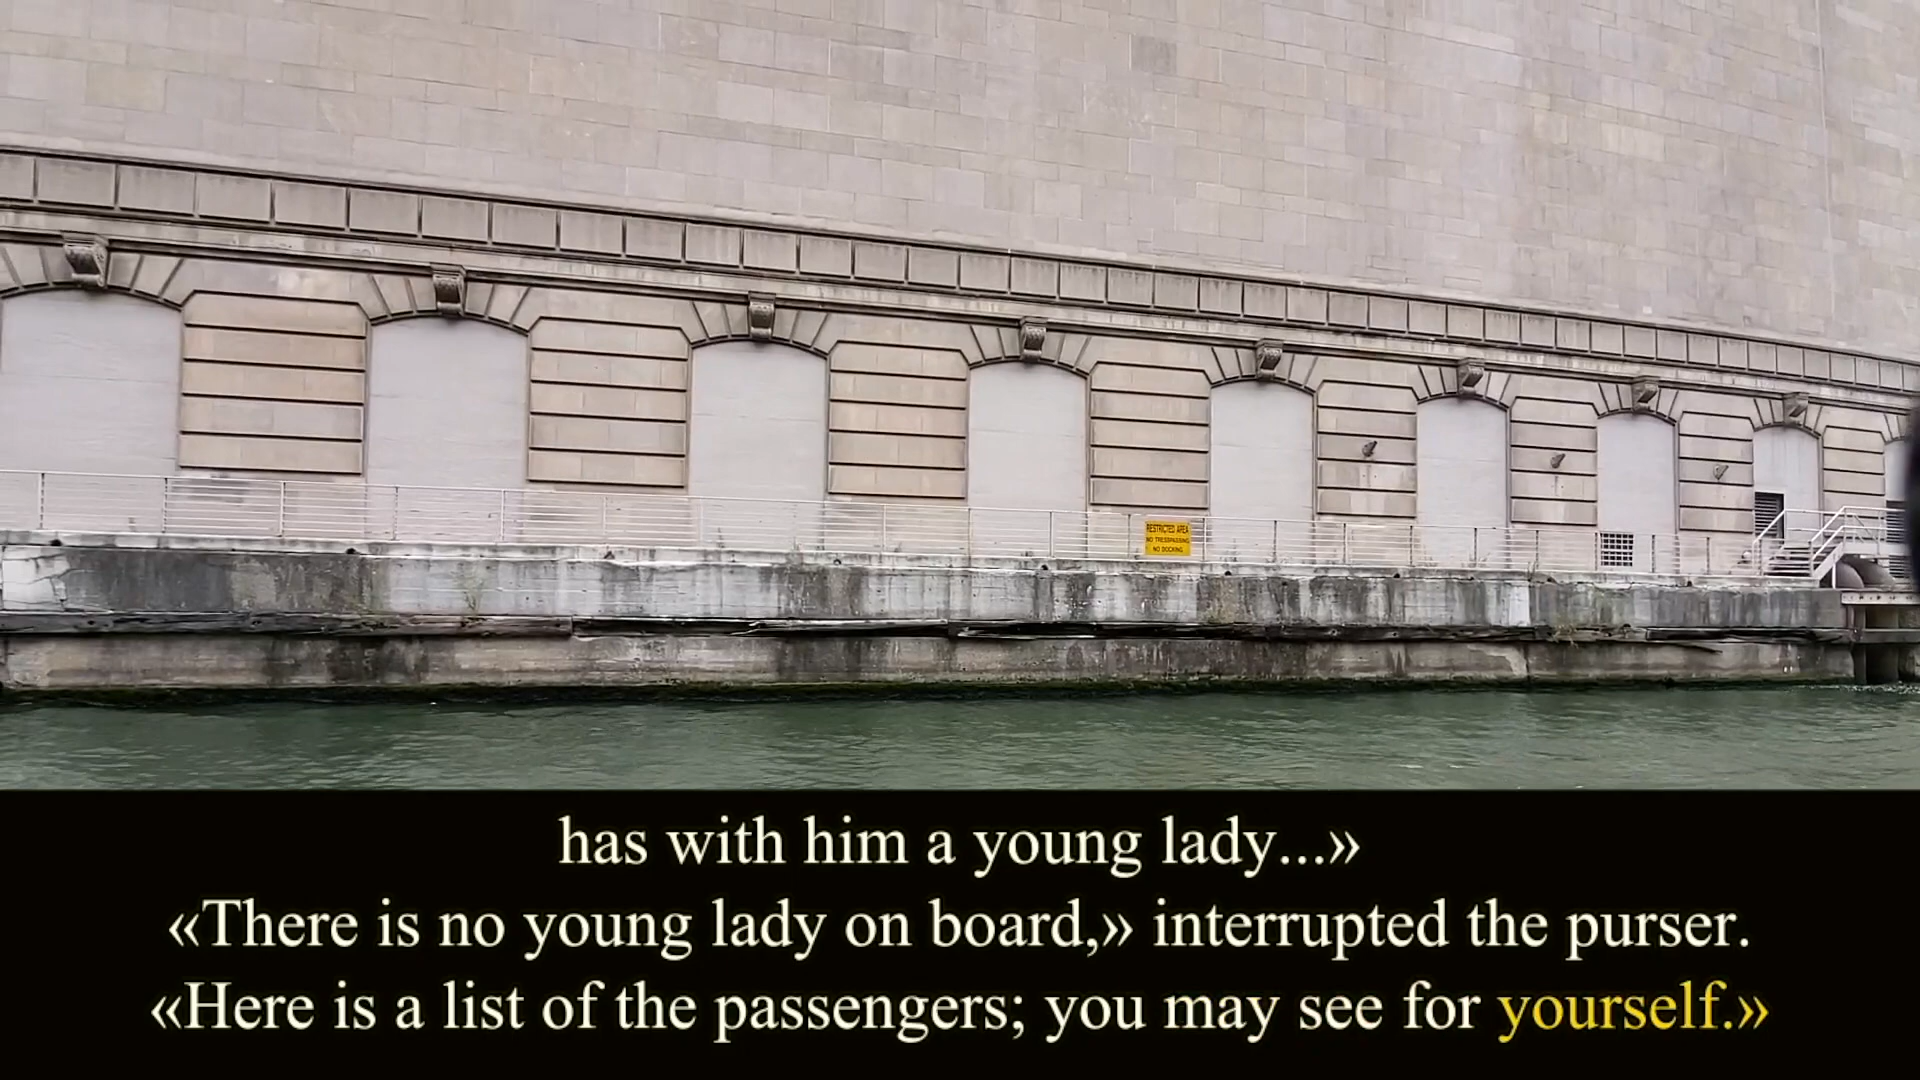 RESTRICTED AREA
NO TRESSPASSING
NO DOCKING
has with him a young lady...»
«There is no young lady on board,» interrupted the purser.
«Here is a list of the passengers; you may see for yourself.»